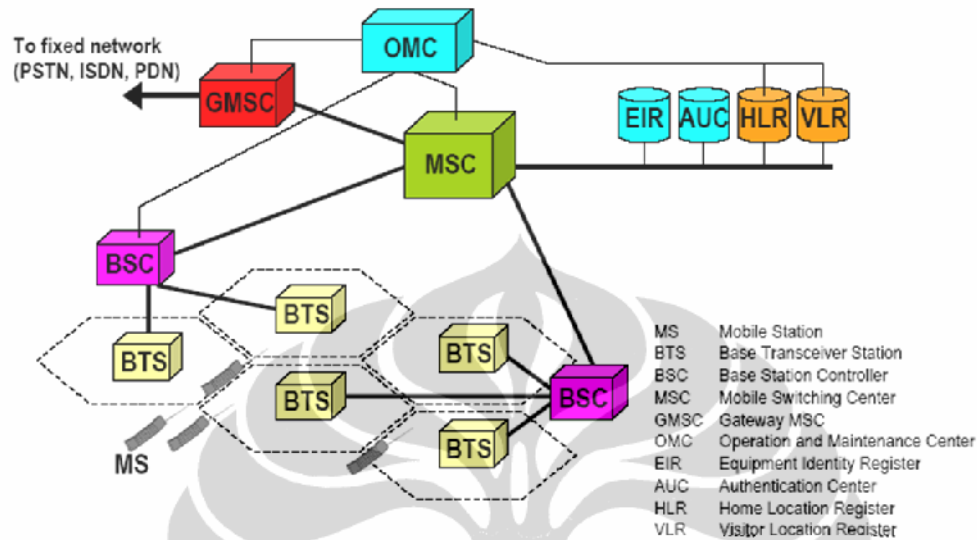 OMC
To fixed network
(PSTN, ISDN, PDN)
GMSC
EIR
AUC
HLR
VLR
MSC
BSC
BTS
BTS
BTS
BTS
BTS
BSC
MS
MS Mobile Station
BTS Base Transceiver Station
BSC Base Station Controller
MSC Mobile Switching Center
GMSC Gateway MSC
OMC Operation and Maintenance Center
EIR Equipment Identity Register
AUC Authentication Center
HLR Home Location Register
VLR Visitor Location Register